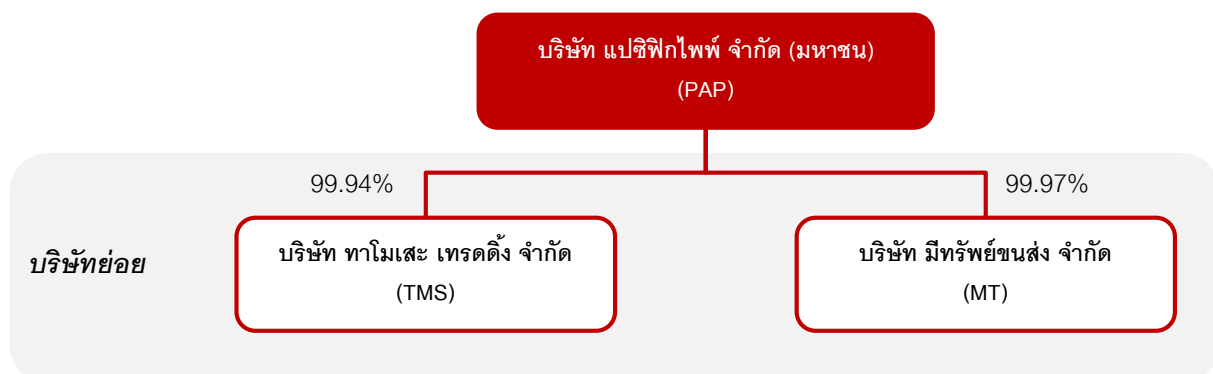 บริษัท แปซิฟิกไพพ์ จำกัด (มหาชน)
(PAP)
99.94%
99.97%
บริษัทย่อย
บริษัท ทาโมเสะ เทรดดิ้ง จำกัด
(TMS)
บริษัท มีทรัพย์ขนส่ง จำกัด
(MT)